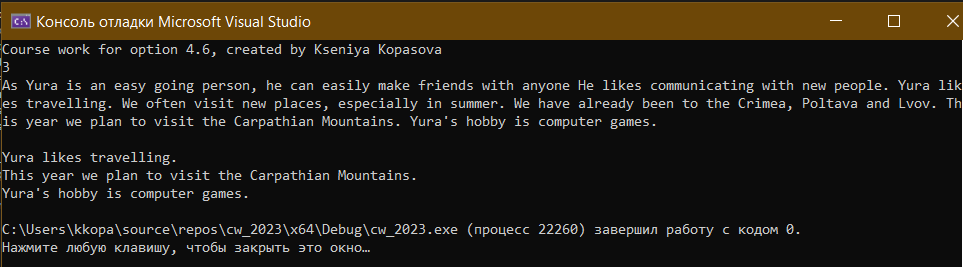 Консоль отладки Microsoft Visual Studio
Course work for option 4.6, created by Kseniya Kopasova
3
As Yura is an easy going person, he can easily make friends with anyone He likes communicating with new people. Yura lik
es travelling. We often visit new places, especially in summer. We have already been to the Crimea, Poltava and Lvov. Th
is year we plan to visit the Carpathian Mountains. Yura's hobby is computer games.
Yura likes travelling.
This year we plan to visit the Carpathian Mountains.
Yura's hobby is computer games.
C:\Users\kkopa\source\repos\cw_2023\x64\Debug\cw_2023.exe (процесс 22260) завершил работу с кодом 0.
Нажмите любую клавишу, чтобы закрыть это окно…